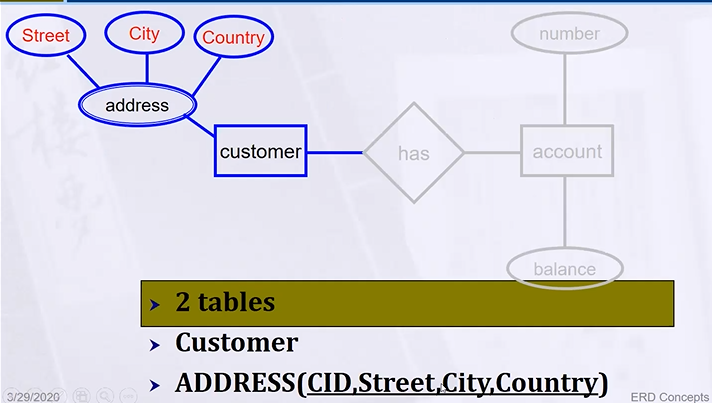 Street
City
Country
number
address
customer
has
account
balance
2 tables
Customer
ADDRESS(CID,Street,City,Country)
3/29/2020
ERD Concepts